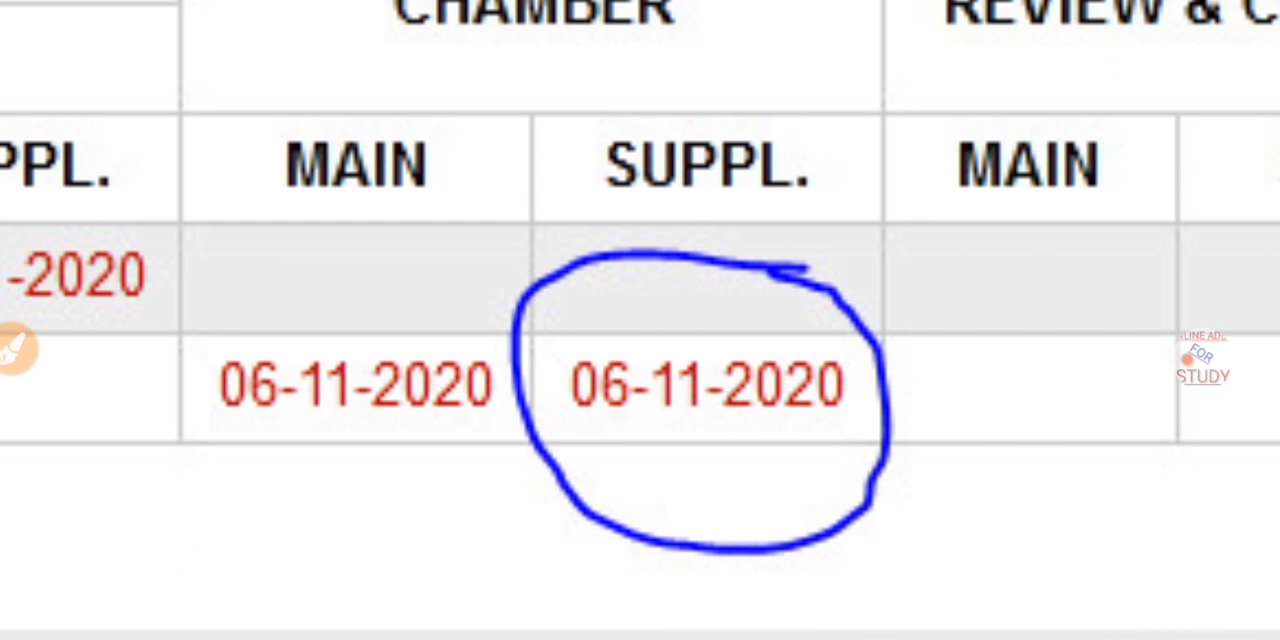 CHAMBER
REVIEW & C
PPL. MAIN SUPPL. MAIN
-2020
06-11-2020 06-11-2020
FOR
STUDY